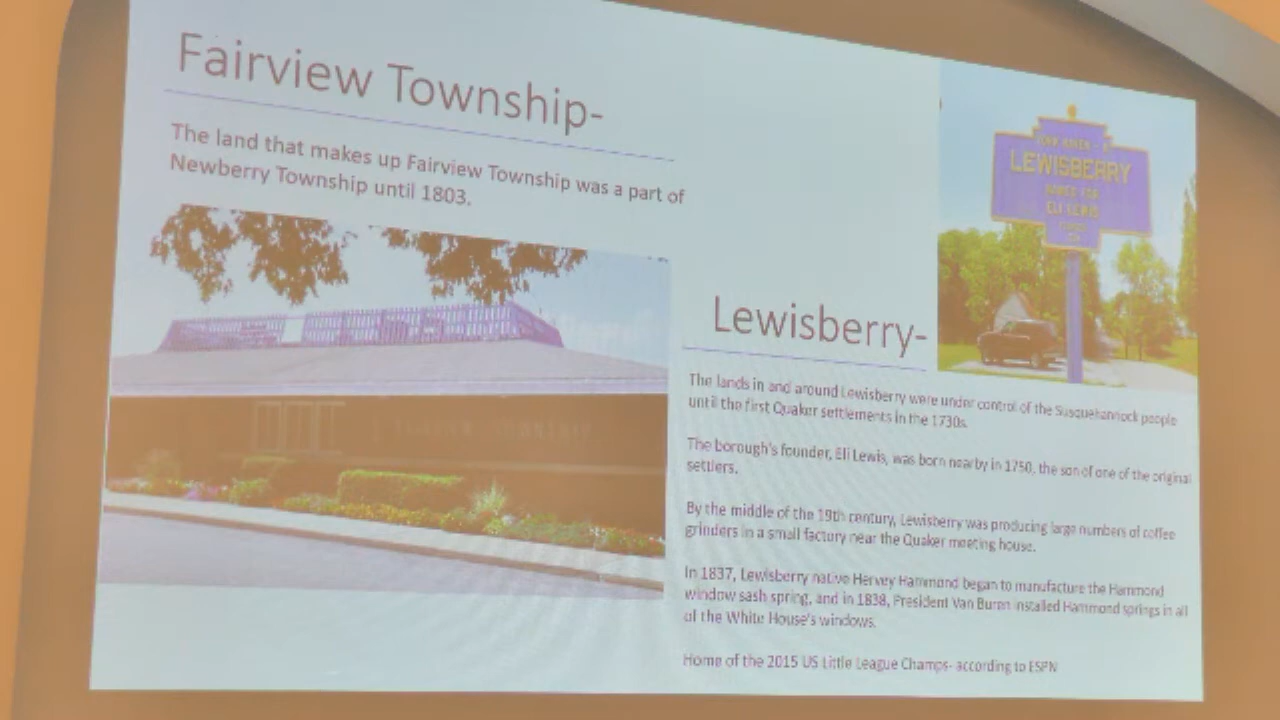 Fairview Township-
The land that makes up Fairview Township was a part of
Newberry Township until 1803.
LEWISBERRY
NAMED FOR
ELI LEWIS
Lewisberry-
The lands in and around Lewisberry were under control of the Susquehannock people
until the first Quaker settlements in the 1730s.
The borough's founder, Eli Lewis, was born nearby in 1750, the son of one of the original
settlers.
By the middle of the 19th century, Lewisberry was producing large numbers of coffee
grinders in a small factory near the Quaker meeting house.
In 1837, Lewisberry native Hervey Hammond began to manufacture the Hammond
window sash spring, and in 1838, President Van Buren installed Hammond springs in all
of the White House's windows.
Home of the 2015 US Little League Champs- according to ESPN